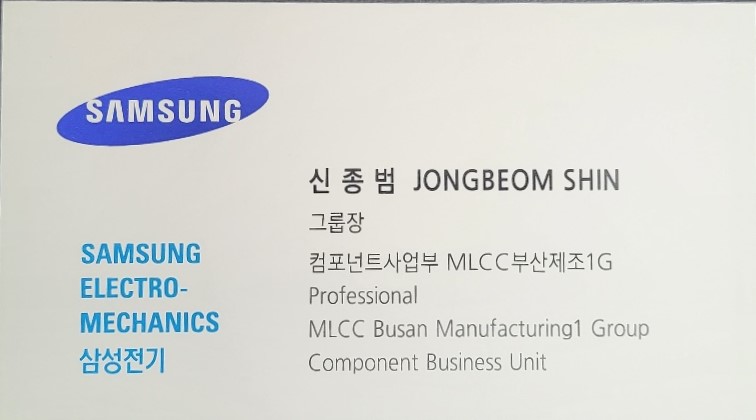 SAMSUNG
SAMSUNG
ELECTRO-
MECHANICS
삼성전기
신 종 범 JONGBEOM SHIN
그룹장
컴포넌트사업부 MLCC부산제조1G
Professional
MLCC Busan Manufacturing1 Group
Component Business Unit